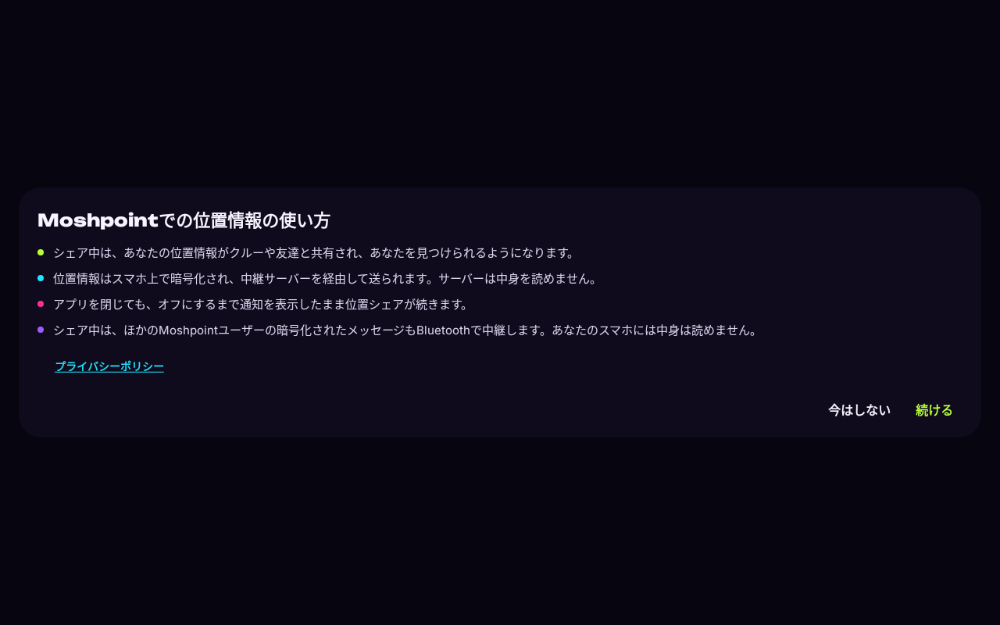 Moshpointでの位置情報の使い方
シェア中は、あなたの位置情報がクルーや友達と共有され、あなたを見つけられるようになります。
位置情報はスマホ上で暗号化され、中継サーバーを経由して送られます。サーバーは中身を読めません。
アプリを閉じても、オフにするまで通知を表示したまま位置シェアが続きます。
シェア中は、ほかのMoshpointユーザーの暗号化されたメッセージもBluetoothで中継します。あなたのスマホには中身は読めません。
プライバシーポリシー
今はしない 続ける